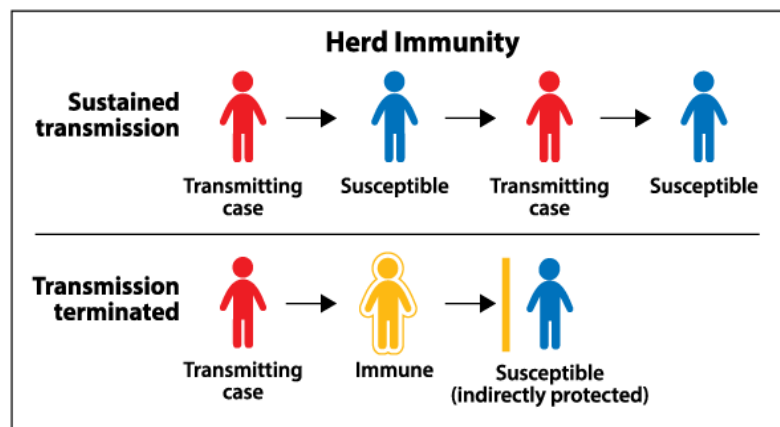 Herd Immunity
Sustained
transmission
Transmitting
case
Susceptible
Transmitting
case
Susceptible
Transmission
terminated
Transmitting
case
Immune
Susceptible
(indirectly protected)